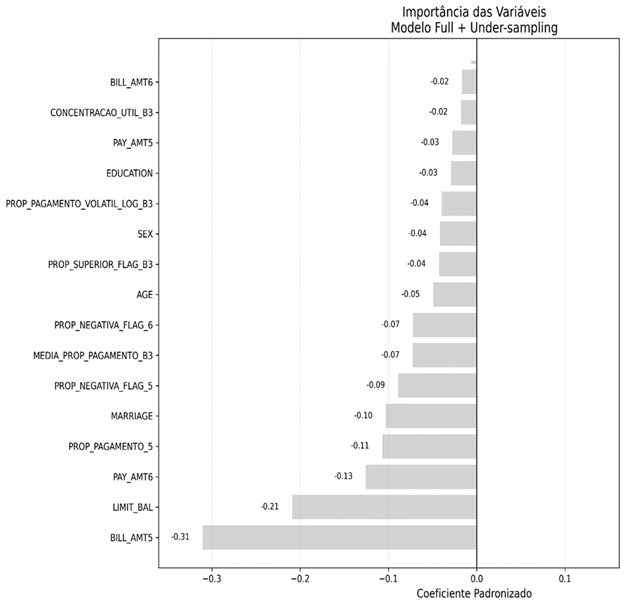 Importância das Variáveis
Modelo Full + Under-sampling
BILL_AMT6 -0.02
CONCENTRACAO_UTIL_B3 -0.02
PAY_AMT5 -0.03
EDUCATION -0.03
PROP_PAGAMENTO_VOLATIL_LOG_B3 -0.04
SEX -0.04
PROP_SUPERIOR_FLAG_B3 -0.04
AGE -0.05
PROP_NEGATIVA_FLAG_6 -0.07
MEDIA_PROP_PAGAMENTO_B3 -0.07
PROP_NEGATIVA_FLAG_5 -0.09
MARRIAGE -0.10
PROP_PAGAMENTO_5 -0.11
PAY_AMT6 -0.13
LIMIT_BAL -0.21
BILL_AMT5 -0.31
−0.3 −0.2 −0.1 0.0 0.1
Coeficiente Padronizado